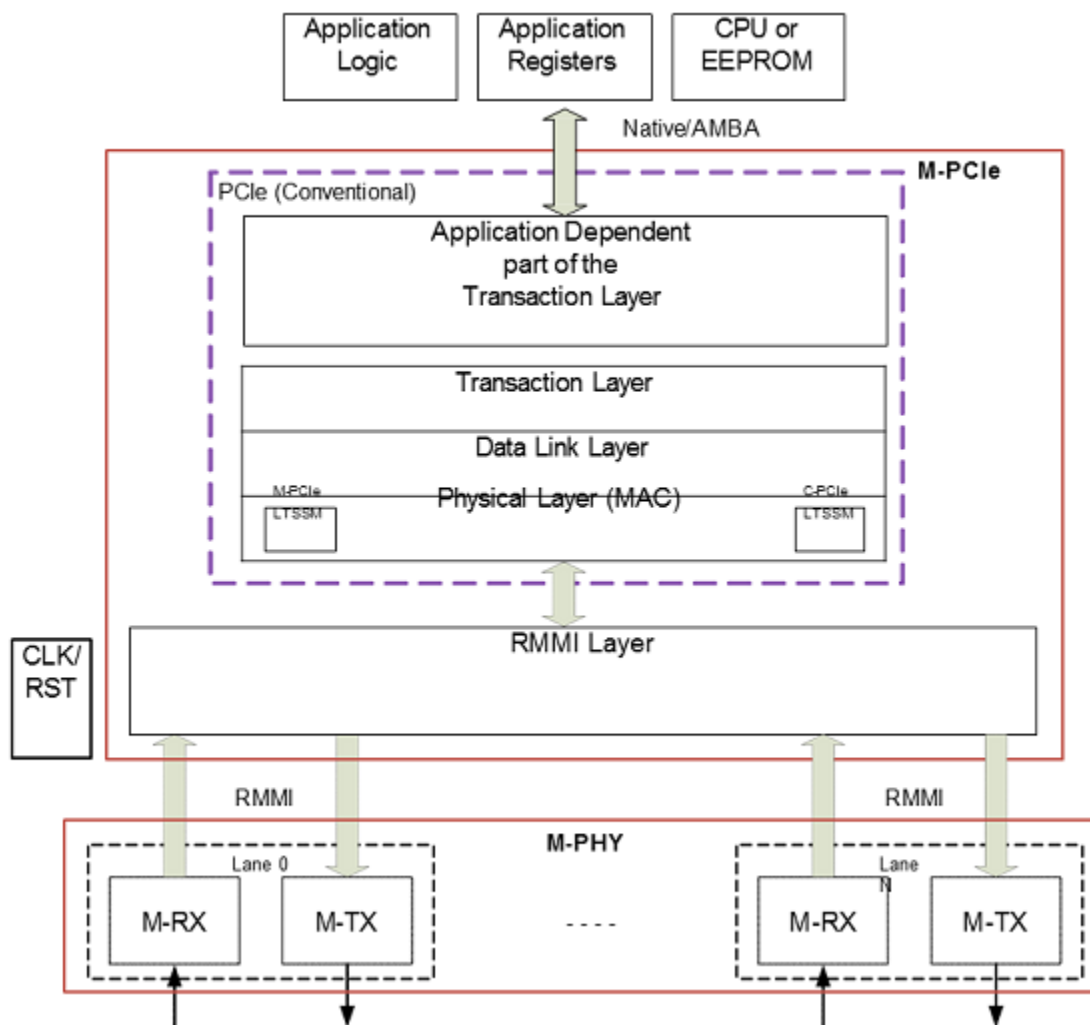 Application
Logic
Application
Registers
CPU or
EEPROM
Native/AMBA
M-PCIe
PCIe (Conventional)
Application Dependent
part of the
Transaction Layer
Transaction Layer
Data Link Layer
Physical Layer (MAC)
M-PCIe
LTSSM
C-PCIe
LTSSM
CLK/
RST
RMMI Layer
RMMI
RMMI
M-PHY
Lane 0
Lane
N
M-RX
M-TX
- - - -
M-RX
M-TX